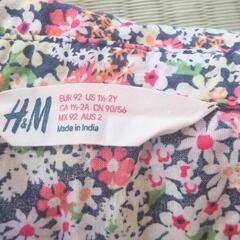 H&M
EUR 92 US 1½-2Y
CA 1½-2A CN 90/56
MX 92 AUS 2
Made in India